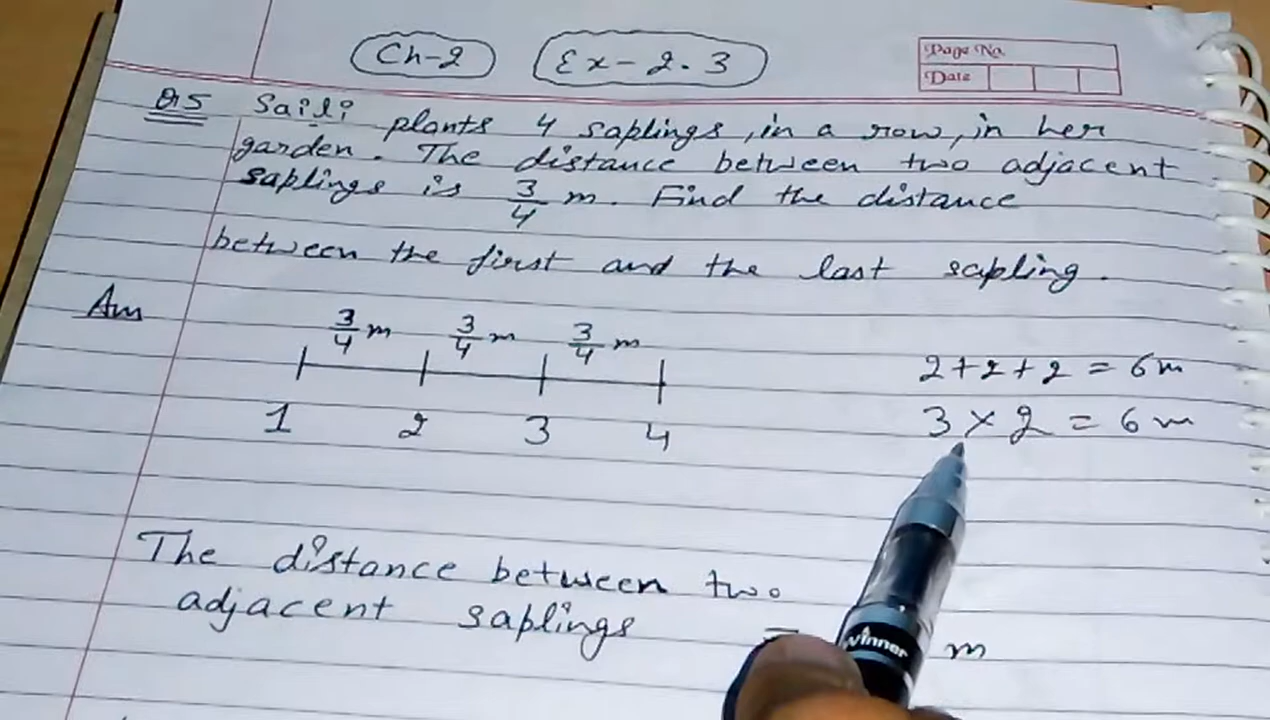 Ch-2 Ex-2.3
Page No.
Date
Q5 Saili plants 4 saplings, in a row, in her
garden. The distance between two adjacent
saplings is 3/4 m. Find the distance
between the first and the last sapling.
Ans
3/4 m 3/4 m 3/4 m
1 2 3 4
2+2+2 = 6m
3×2 = 6m
The distance between two
adjacent saplings = m
Winner